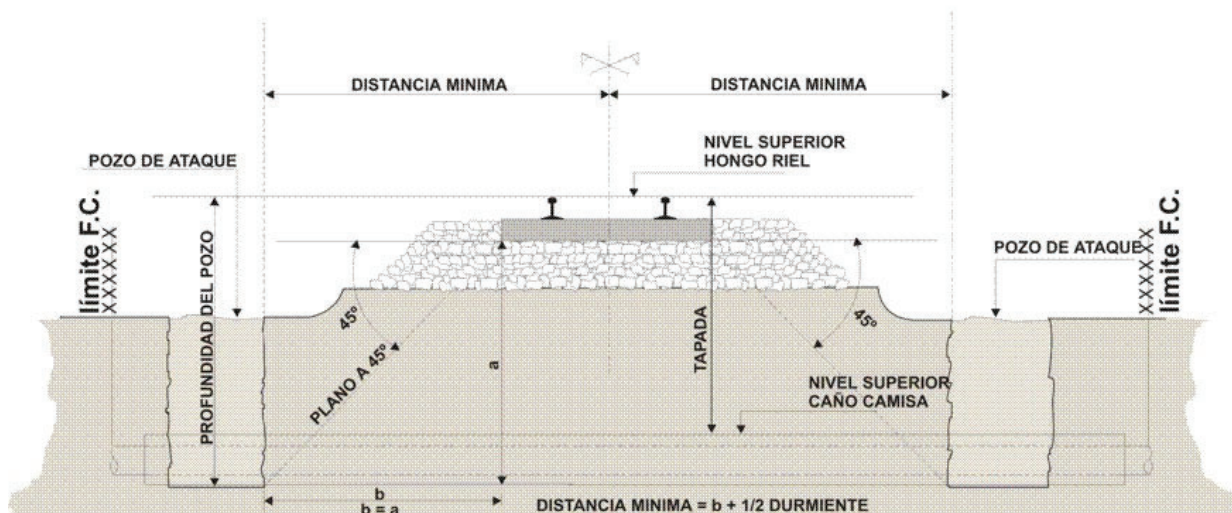 DISTANCIA MINIMA
DISTANCIA MINIMA
NIVEL SUPERIOR
HONGO RIEL
POZO DE ATAQUE
límite F.C.
XXXXXX
PROFUNDIDAD DEL POZO
45º
PLANO A 45º
a
TAPADA
45º
POZO DE ATAQUE
XXXXXX
límite F.C.
NIVEL SUPERIOR
CAÑO CAMISA
b
b = a
DISTANCIA MINIMA = b + 1/2 DURMIENTE